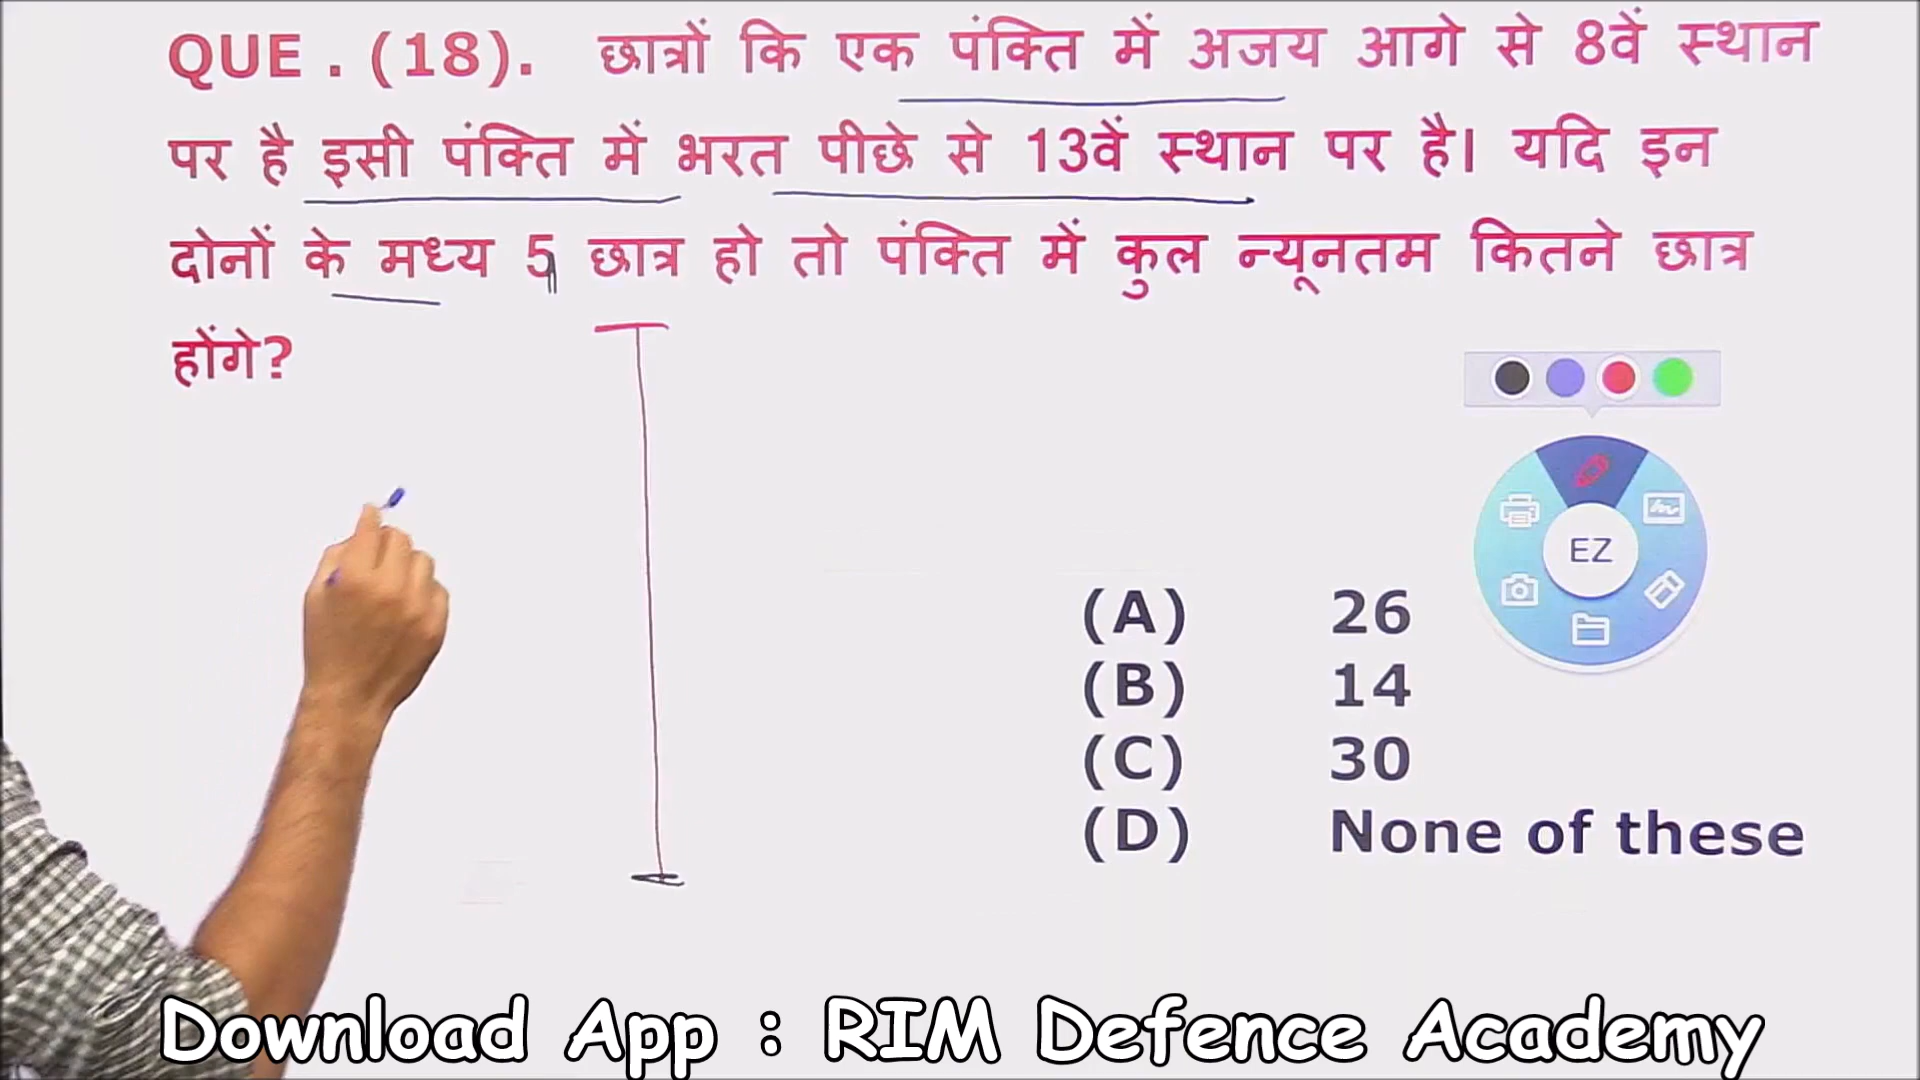 QUE . (18). छात्रों कि एक पंक्ति में अजय आगे से 8वें स्थान
पर है इसी पंक्ति में भरत पीछे से 13वें स्थान पर है। यदि इन
दोनों के मध्य 5 छात्र हो तो पंक्ति में कुल न्यूनतम कितने छात्र
होंगे?
EZ
(A) 26
(B) 14
(C) 30
(D) None of these
Download App : RIM Defence Academy